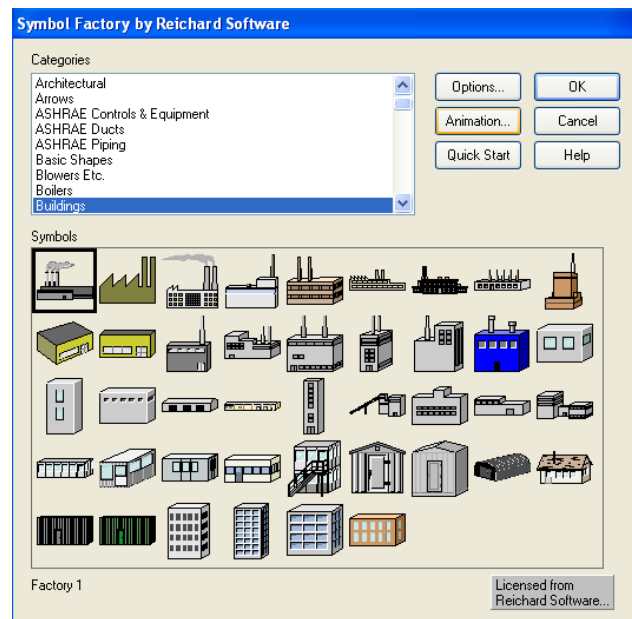 Symbol Factory by Reichard Software
Categories
Architectural
Arrows
ASHRAE Controls & Equipment
ASHRAE Ducts
ASHRAE Piping
Basic Shapes
Blowers Etc.
Boilers
Buildings
Options...
OK
Animation...
Cancel
Quick Start
Help
Symbols
Factory 1
Licensed from
Reichard Software...